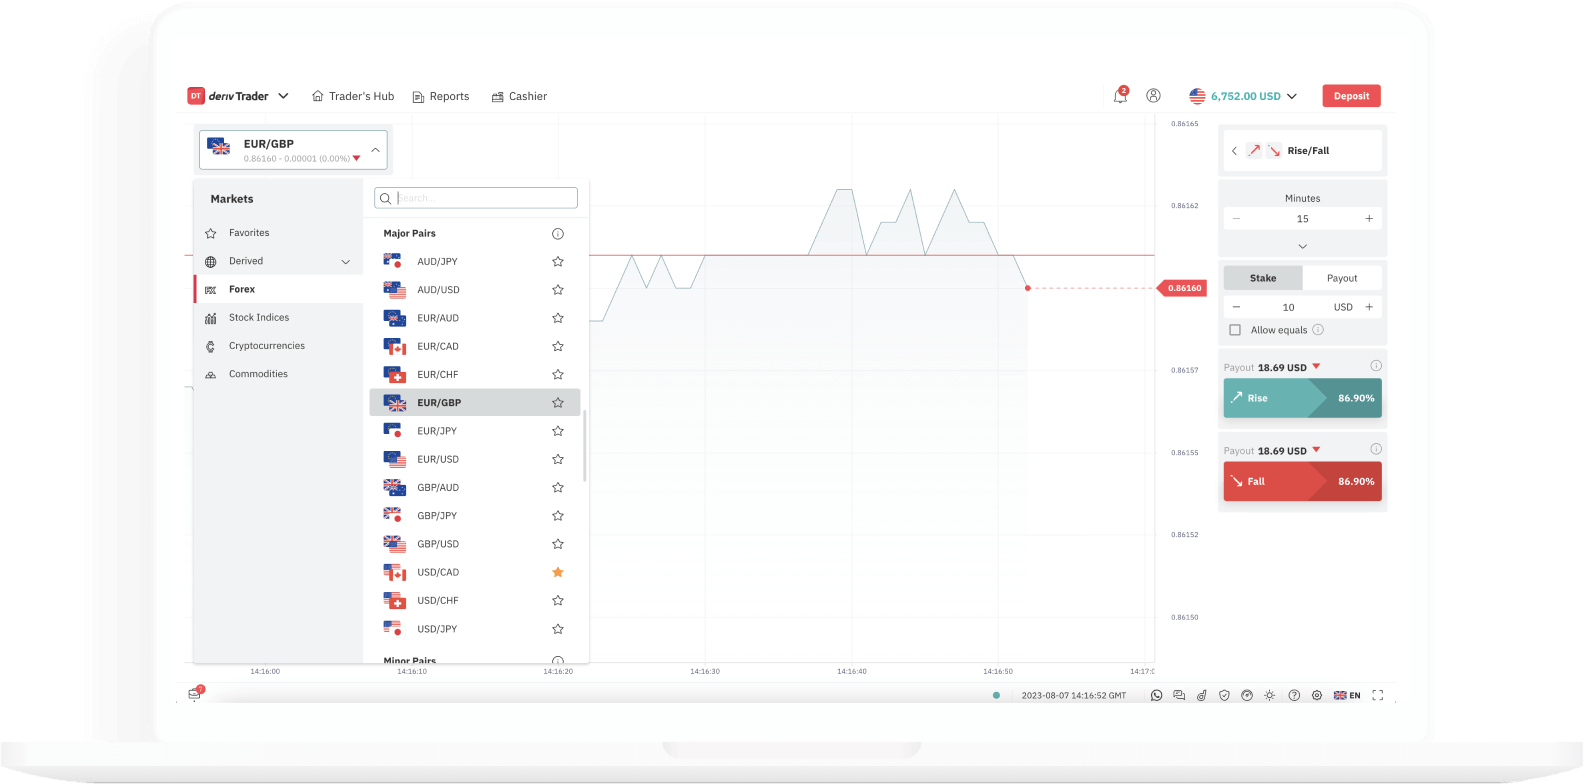 DT deriv Trader
Trader's Hub
Reports
Cashier
2
6,752.00 USD
Deposit
EUR/GBP
0.86160 - 0.00001 (0.00%)
Markets
Favorites
Derived
Forex
Stock Indices
Cryptocurrencies
Commodities
Search...
Major Pairs
AUD/JPY
AUD/USD
EUR/AUD
EUR/CAD
EUR/CHF
EUR/GBP
EUR/JPY
EUR/USD
GBP/AUD
GBP/JPY
GBP/USD
USD/CAD
USD/CHF
USD/JPY
Minor Pairs
0.86165
0.86162
0.86160
0.86157
0.86155
0.86152
0.86150
14:16:00
14:16:10
14:16:20
14:16:30
14:16:40
14:16:50
14:17:0
Rise/Fall
Minutes
− 15 +
Stake
Payout
− 10 USD +
Allow equals
Payout 18.69 USD
Rise 86.90%
Payout 18.69 USD
Fall 86.90%
7
2023-08-07 14:16:52 GMT
EN